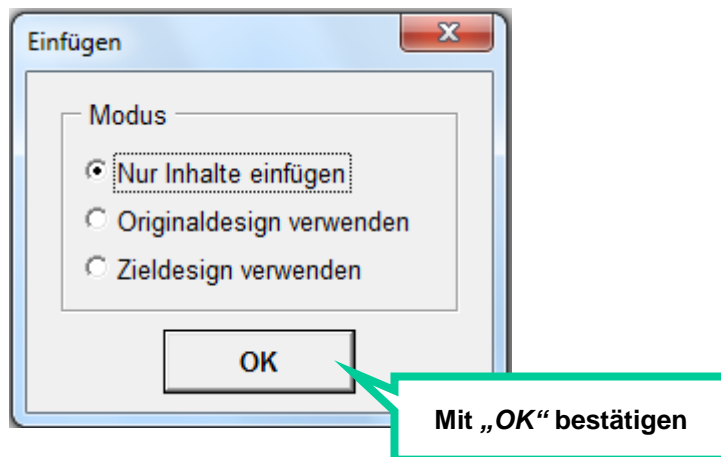 Einfügen
Modus
Nur Inhalte einfügen
Originaldesign verwenden
Zieldesign verwenden
OK
Mit „OK“ bestätigen